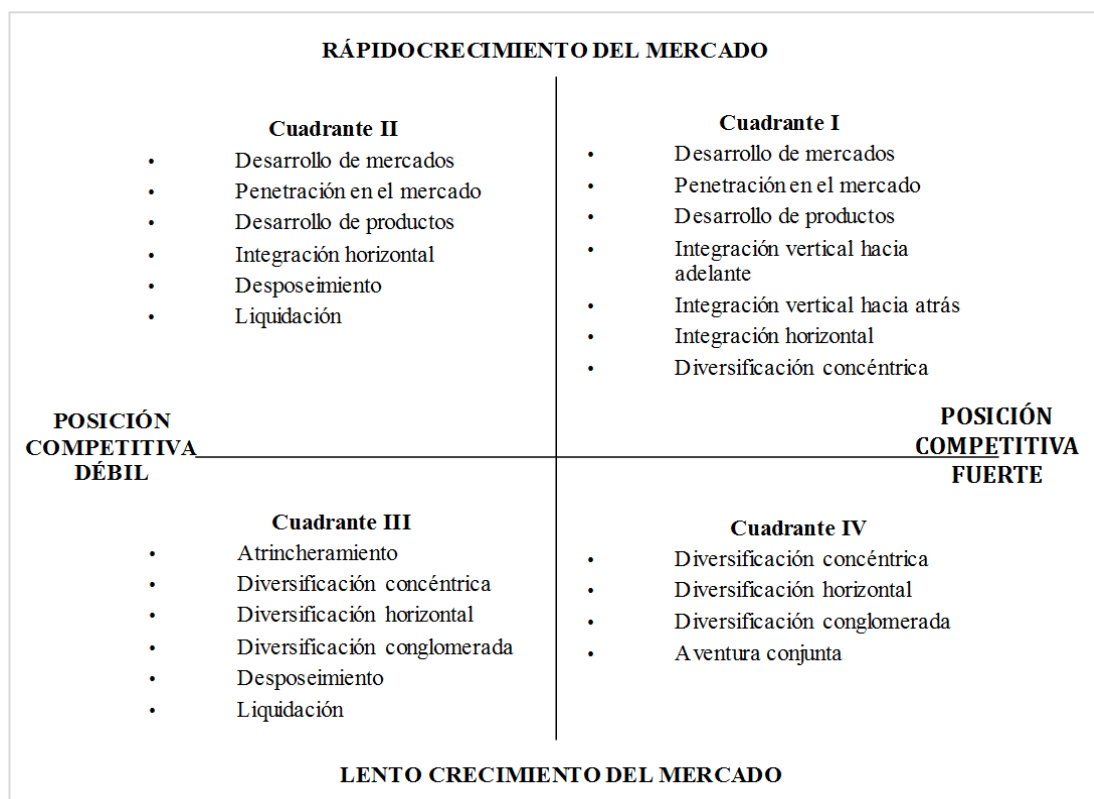 RÁPIDOCRECIMIENTO DEL MERCADO
Cuadrante II
• Desarrollo de mercados
• Penetración en el mercado
• Desarrollo de productos
• Integración horizontal
• Desposeimiento
• Liquidación
Cuadrante I
• Desarrollo de mercados
• Penetración en el mercado
• Desarrollo de productos
• Integración vertical hacia
adelante
• Integración vertical hacia atrás
• Integración horizontal
• Diversificación concéntrica
POSICIÓN
COMPETITIVA
DÉBIL
POSICIÓN
COMPETITIVA
FUERTE
Cuadrante III
• Atrincheramiento
• Diversificación concéntrica
• Diversificación horizontal
• Diversificación conglomerada
• Desposeimiento
• Liquidación
Cuadrante IV
• Diversificación concéntrica
• Diversificación horizontal
• Diversificación conglomerada
• Aventura conjunta
LENTO CRECIMIENTO DEL MERCADO